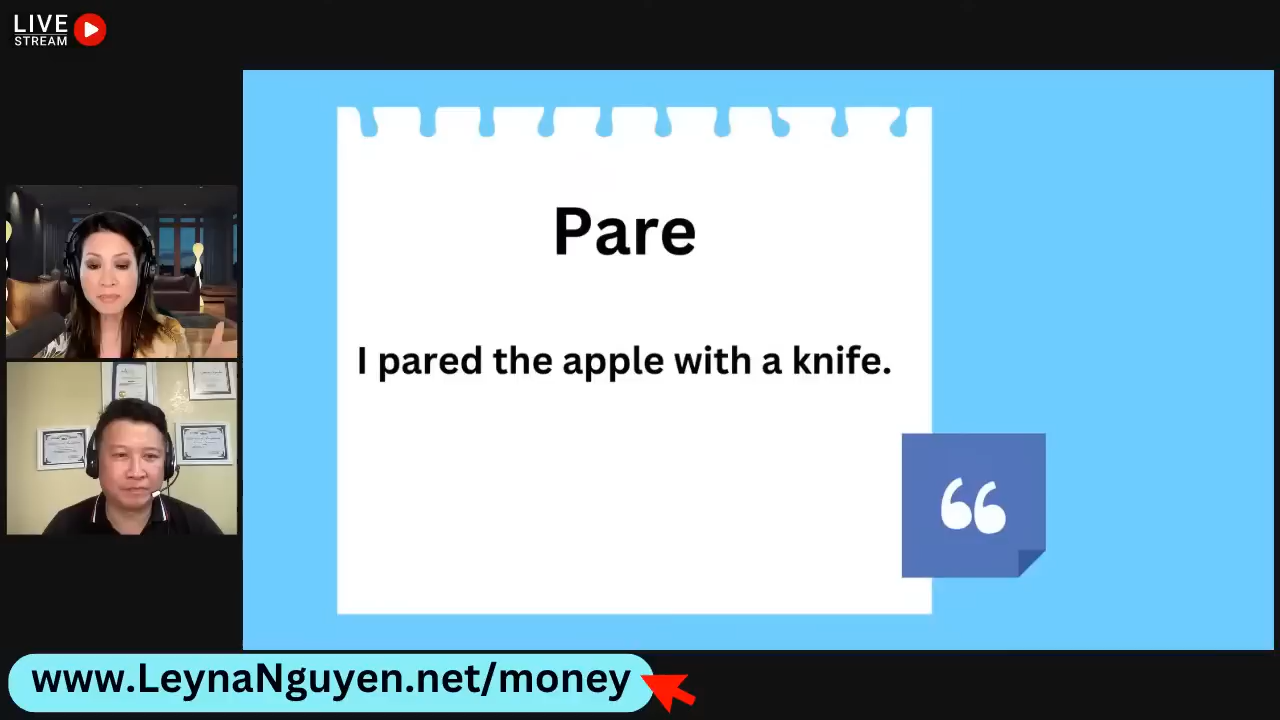 LIVE
STREAM
Pare
I pared the apple with a knife.
www.LeynaNguyen.net/money